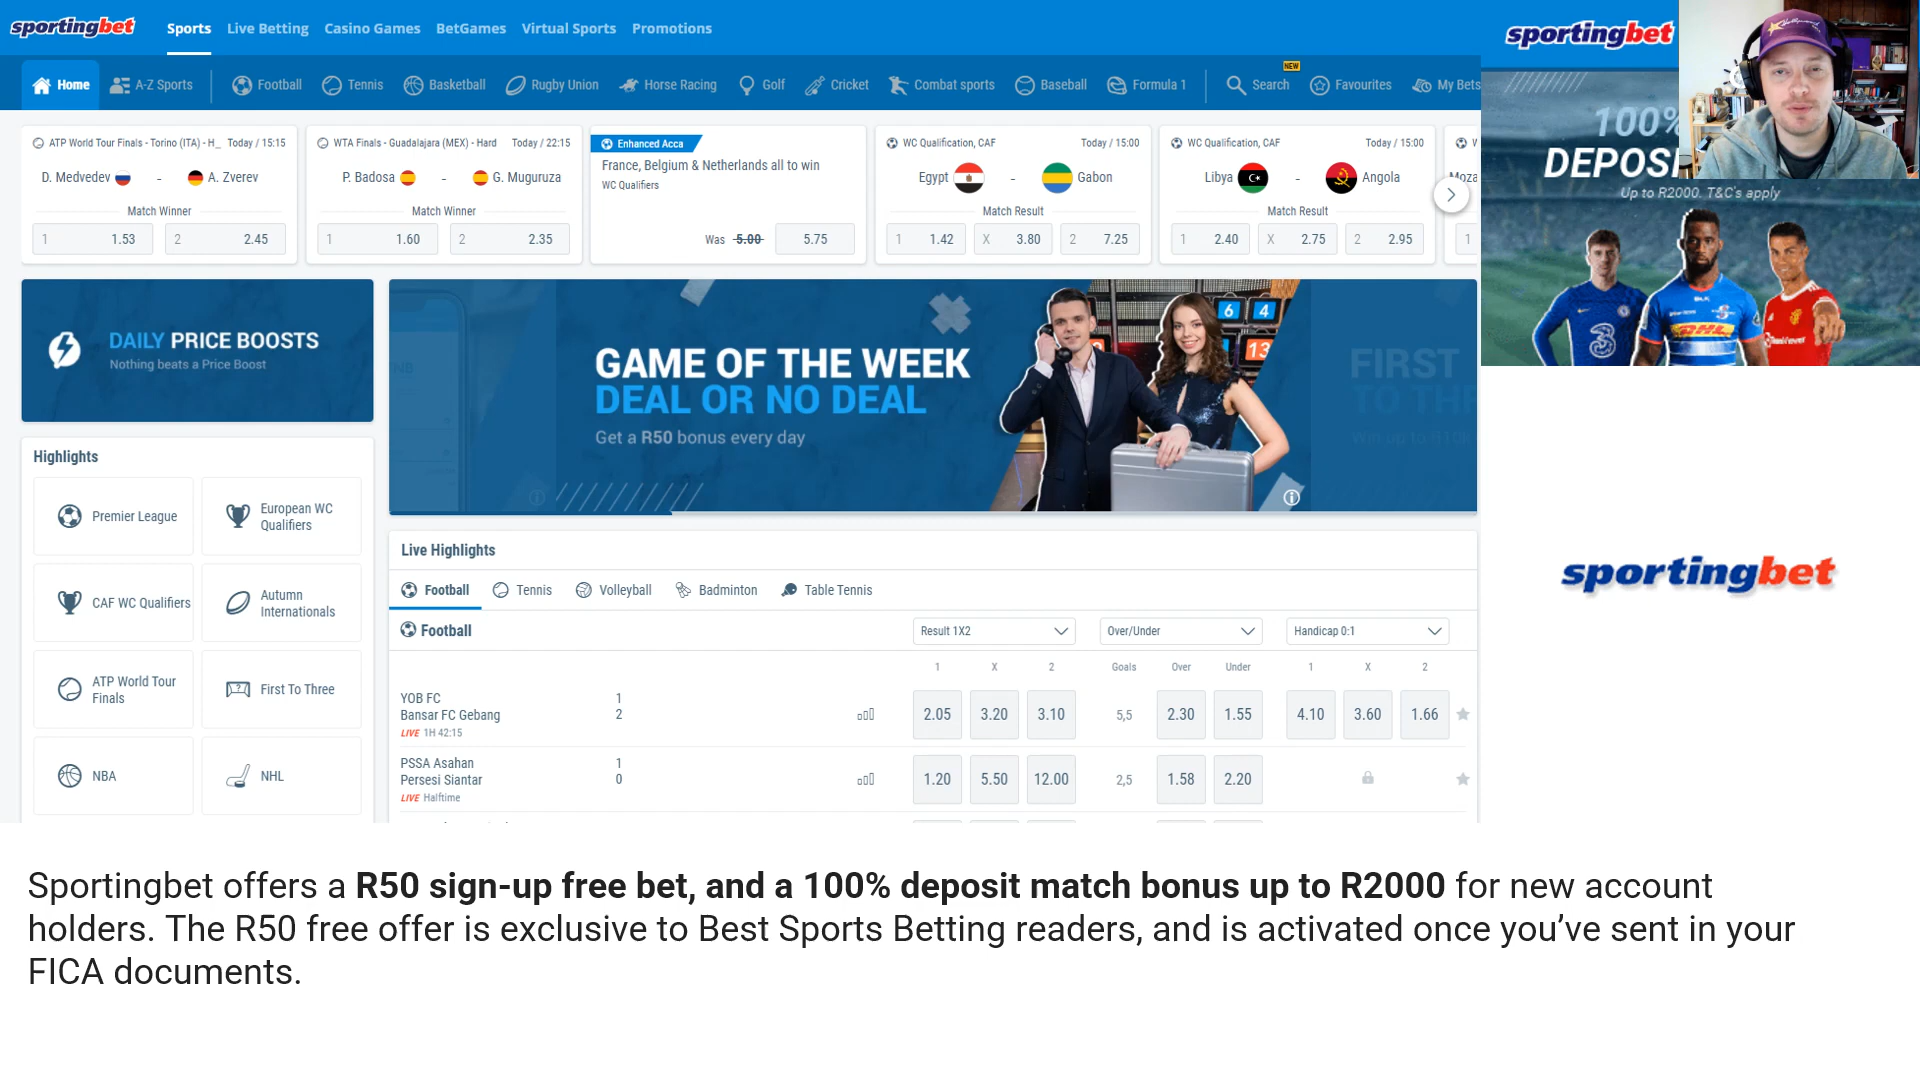 sportingbet
Sports Live Betting Casino Games BetGames Virtual Sports Promotions
Home A-Z Sports Football Tennis Basketball Rugby Union Horse Racing Golf Cricket Combat sports Baseball Formula 1 Search NEW Favourites My Bets
ATP World Tour Finals - Torino (ITA) - H_ Today / 15:15
D. Medvedev - A. Zverev
Match Winner
1 1.53 2 2.45
WTA Finals - Guadalajara (MEX) - Hard Today / 22:15
P. Badosa - G. Muguruza
Match Winner
1 1.60 2 2.35
Enhanced Acca
France, Belgium & Netherlands all to win
WC Qualifiers
Was 5.00 5.75
WC Qualification, CAF Today / 15:00
Egypt - Gabon
Match Result
1 1.42 X 3.80 2 7.25
WC Qualification, CAF Today / 15:00
Libya - Angola
Match Result
1 2.40 X 2.75 2 2.95
W
Moza
1
sportingbet
100%
DEPOSI
Up to R2000. T&C's apply
DAILY PRICE BOOSTS
Nothing beats a Price Boost
GAME OF THE WEEK
DEAL OR NO DEAL
Get a R50 bonus every day
FIRST
TO THR
Highlights
Premier League
European WC
Qualifiers
CAF WC Qualifiers
Autumn
Internationals
ATP World Tour
Finals
First To Three
NBA
NHL
Live Highlights
Football Tennis Volleyball Badminton Table Tennis
Football Result 1X2 Over/Under Handicap 0:1
1 X 2 Goals Over Under 1 X 2
YOB FC 1
Bansar FC Gebang 2
LIVE 1H 42:15
2.05 3.20 3.10 5,5 2.30 1.55 4.10 3.60 1.66
PSSA Asahan 1
Persesi Siantar 0
LIVE Halftime
1.20 5.50 12.00 2,5 1.58 2.20
3
DHL
BLK
sportingbet
6 4
13
Sportingbet offers a R50 sign-up free bet, and a 100% deposit match bonus up to R2000 for new account
holders. The R50 free offer is exclusive to Best Sports Betting readers, and is activated once you’ve sent in your
FICA documents.